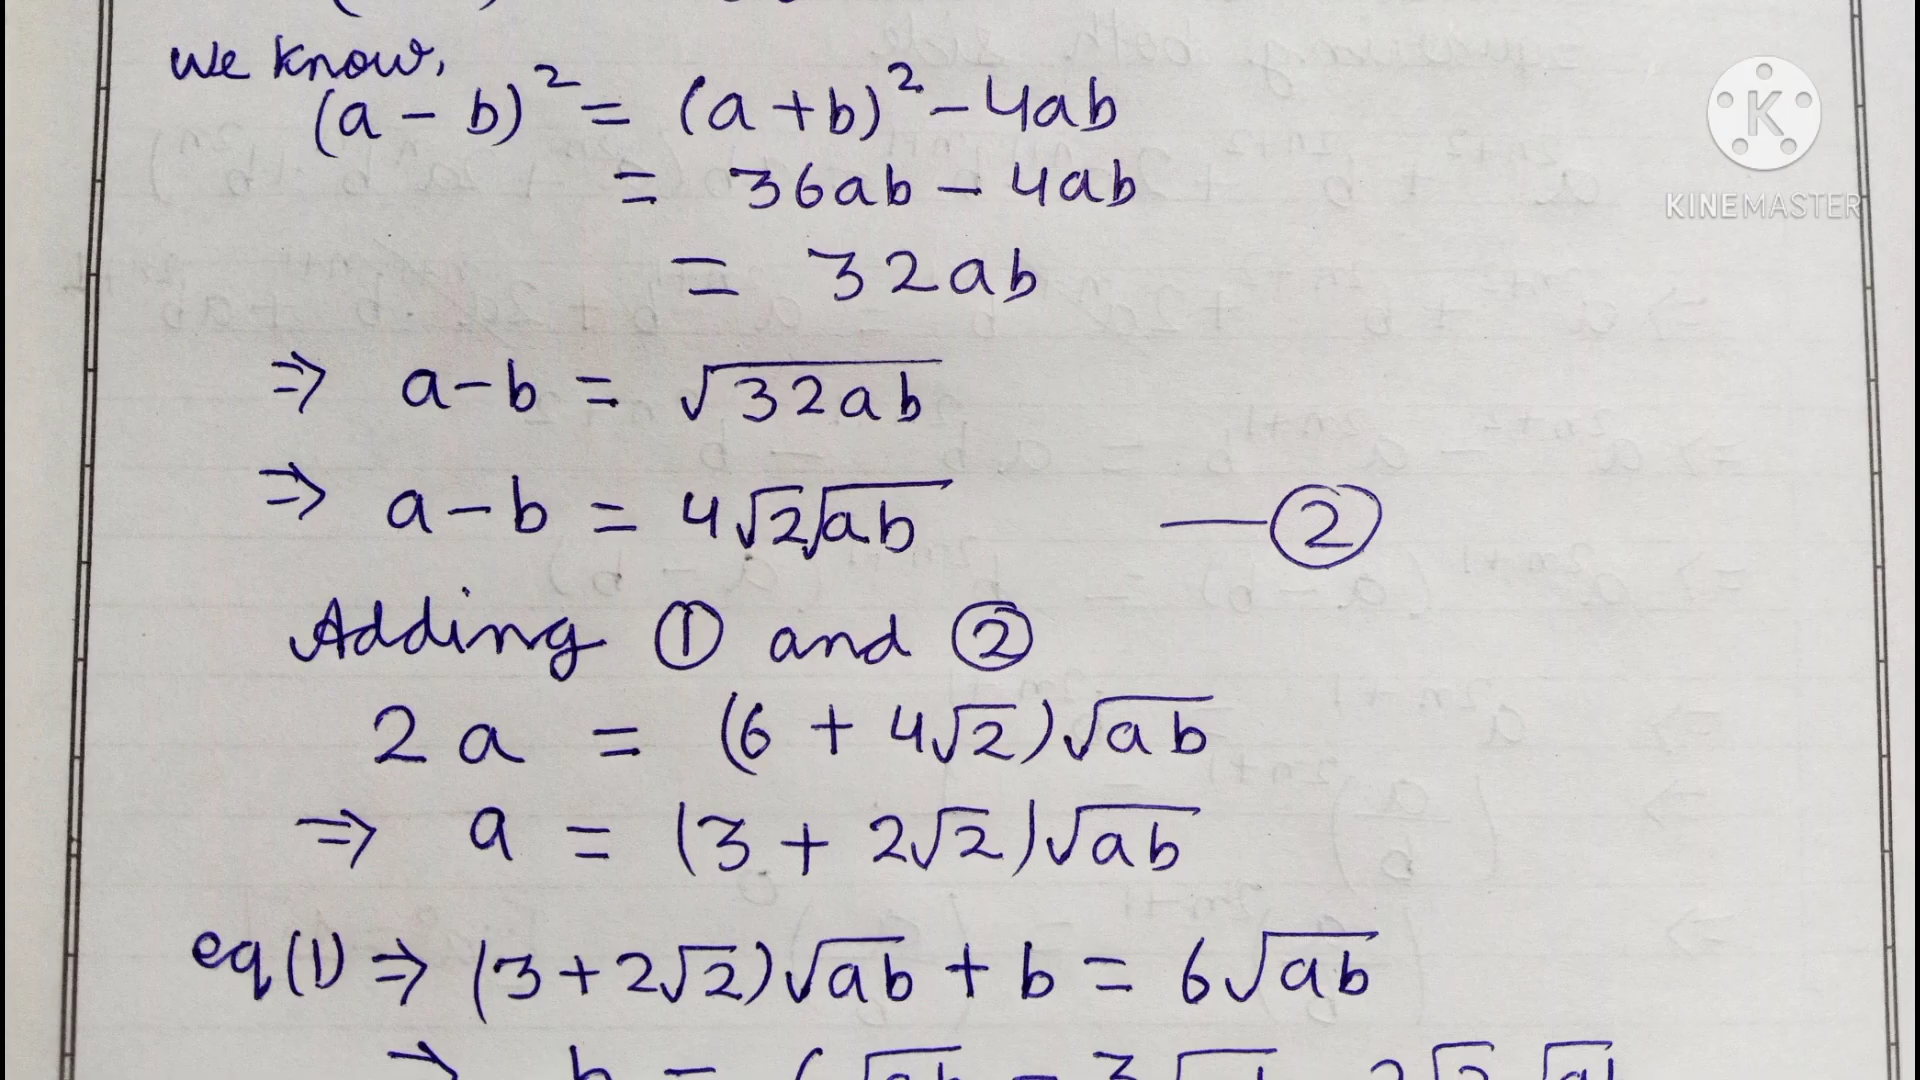 we know,
(a - b)² = (a + b)² - 4ab
= 36ab - 4ab
= 32ab
⇒ a - b = √32ab
⇒ a - b = 4√2√ab —②
Adding ① and ②
2a = (6 + 4√2)√ab
⇒ a = (3 + 2√2)√ab
eq(1) ⇒ (3 + 2√2)√ab + b = 6√ab
K
KINEMASTER